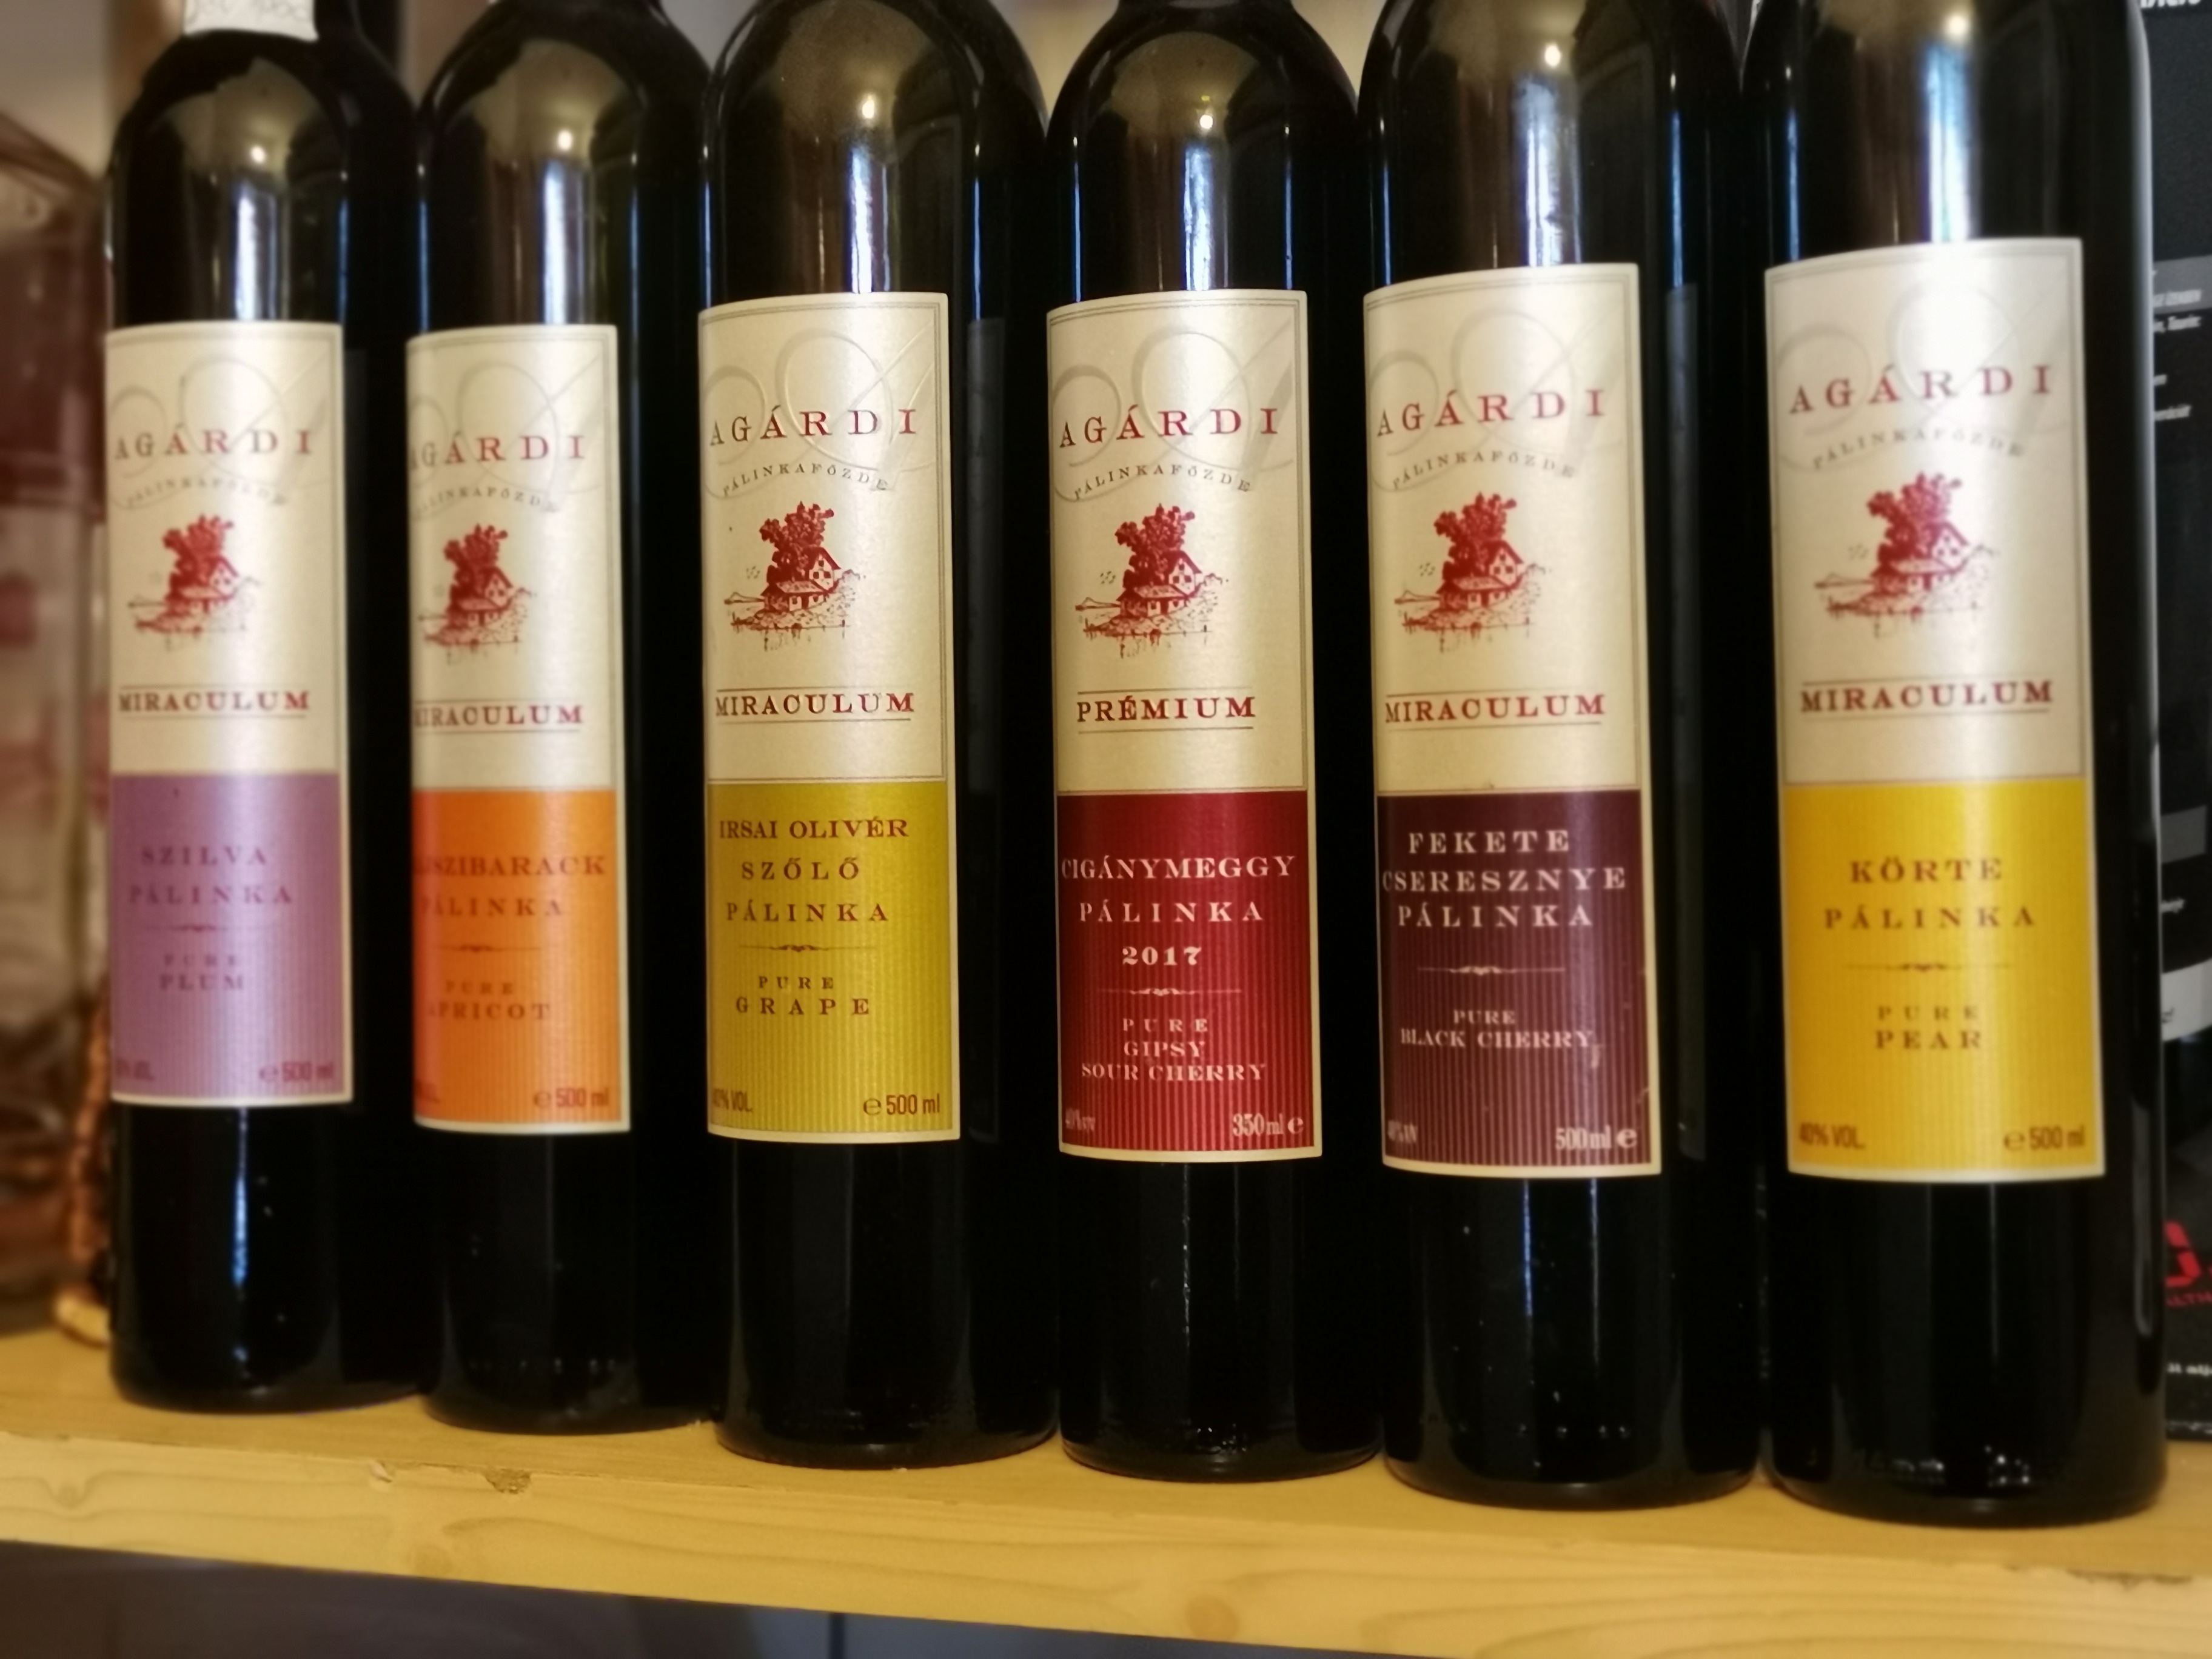 AGÁRDI
PÁLINKAFŐZDE
MIRACULUM
SZILVA
PÁLINKA
PURE
PLUM
e 500 ml
AGÁRDI
PÁLINKAFŐZDE
MIRACULUM
PÁLINKA
PURE
APRICOT
e 500 ml
AGÁRDI
PÁLINKAFŐZDE
MIRACULUM
IRSAI OLIVÉR
SZŐLŐ
PÁLINKA
PURE
GRAPE
40% VOL.
e 500 ml
AGÁRDI
PÁLINKAFŐZDE
PRÉMIUM
CIGÁNYMEGGY
PÁLINKA
2017
PURE
GIPSY
SOUR CHERRY
350 ml e
AGÁRDI
PÁLINKAFŐZDE
MIRACULUM
FEKETE
CSERESZNYE
PÁLINKA
PURE
BLACK CHERRY
500 ml e
AGÁRDI
PÁLINKAFŐZDE
MIRACULUM
KÖRTE
PÁLINKA
PURE
PEAR
40% VOL.
e 500 ml